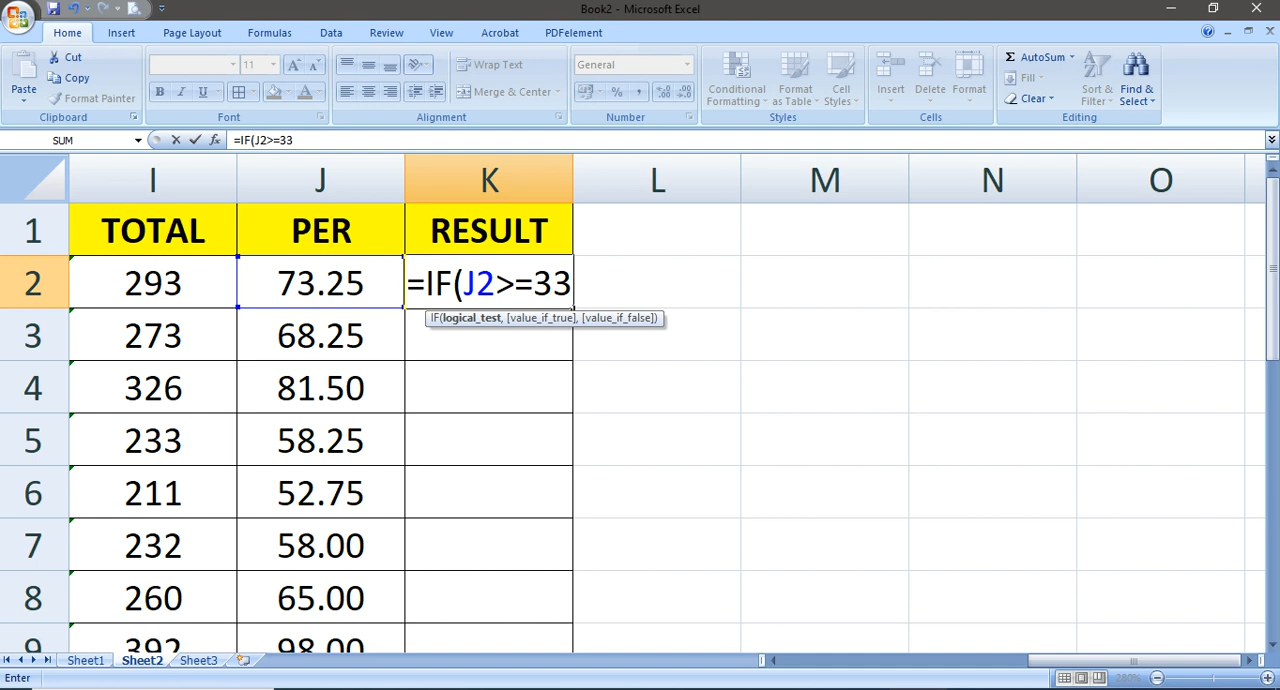 Book2 - Microsoft Excel
Home Insert Page Layout Formulas Data Review View Acrobat PDFelement
Paste
Cut
Copy
Format Painter
Clipboard
11
B I U
Font
Wrap Text
Merge & Center
Alignment
General
Number
Conditional Formatting
Format as Table
Cell Styles
Styles
Insert Delete Format
Cells
Σ AutoSum
Fill
Clear
Sort & Filter
Find & Select
Editing
SUM fx =IF(J2>=33
I J K L M N O
1 TOTAL PER RESULT
2 293 73.25 =IF(J2>=33
IF(logical_test, [value_if_true], [value_if_false])
3 273 68.25
4 326 81.50
5 233 58.25
6 211 52.75
7 232 58.00
8 260 65.00
9 392 98.00
Sheet1 Sheet2 Sheet3
Enter 280%